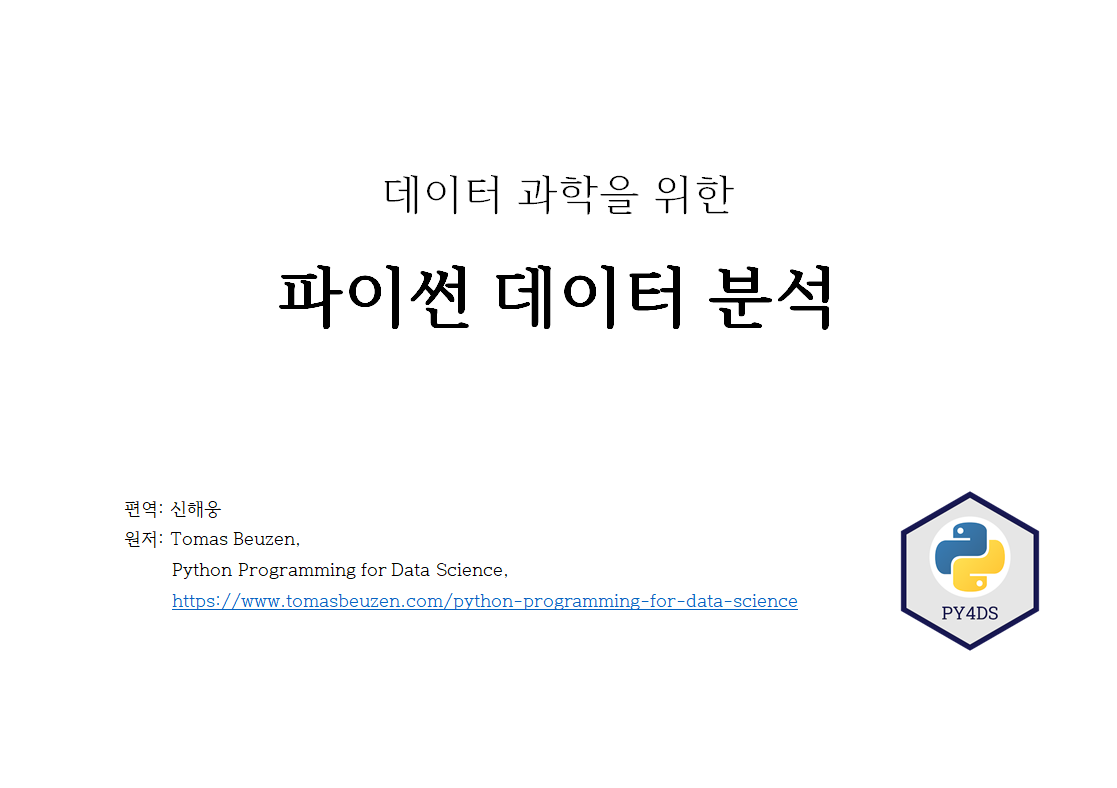 데이터 과학을 위한
파이썬 데이터 분석
편역: 신해웅
원저: Tomas Beuzen,
Python Programming for Data Science,
https://www.tomasbeuzen.com/python-programming-for-data-science
PY4DS